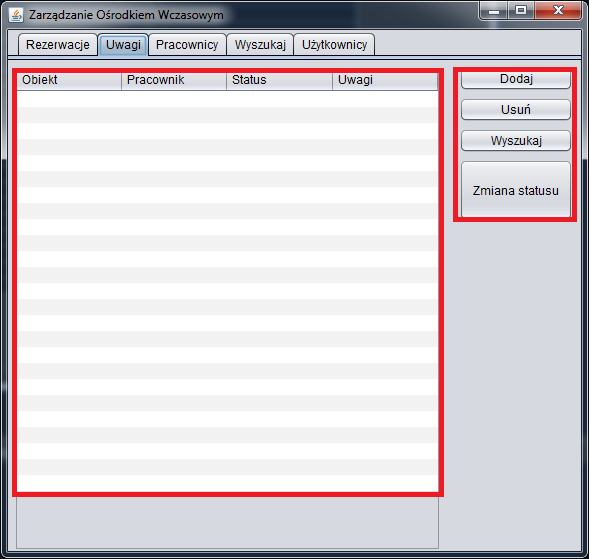 Zarządzanie Ośrodkiem Wczasowym
Rezerwacje Uwagi Pracownicy Wyszukaj Użytkownicy
Obiekt Pracownik Status Uwagi
Dodaj
Usuń
Wyszukaj
Zmiana statusu